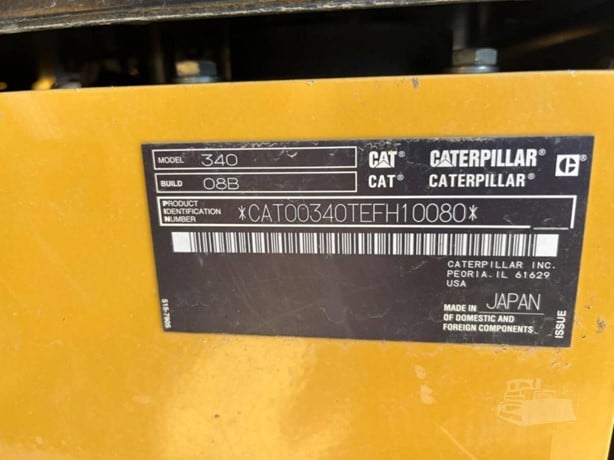 MODEL 340 CAT® CATERPILLAR® C®
BUILD 08B CAT® CATERPILLAR®
PRODUCT
IDENTIFICATION
NUMBER *CAT00340TEFH10080*
CATERPILLAR INC.
PEORIA. IL 61629
USA
MADE IN JAPAN
OF DOMESTIC AND
FOREIGN COMPONENTS
ISSUE